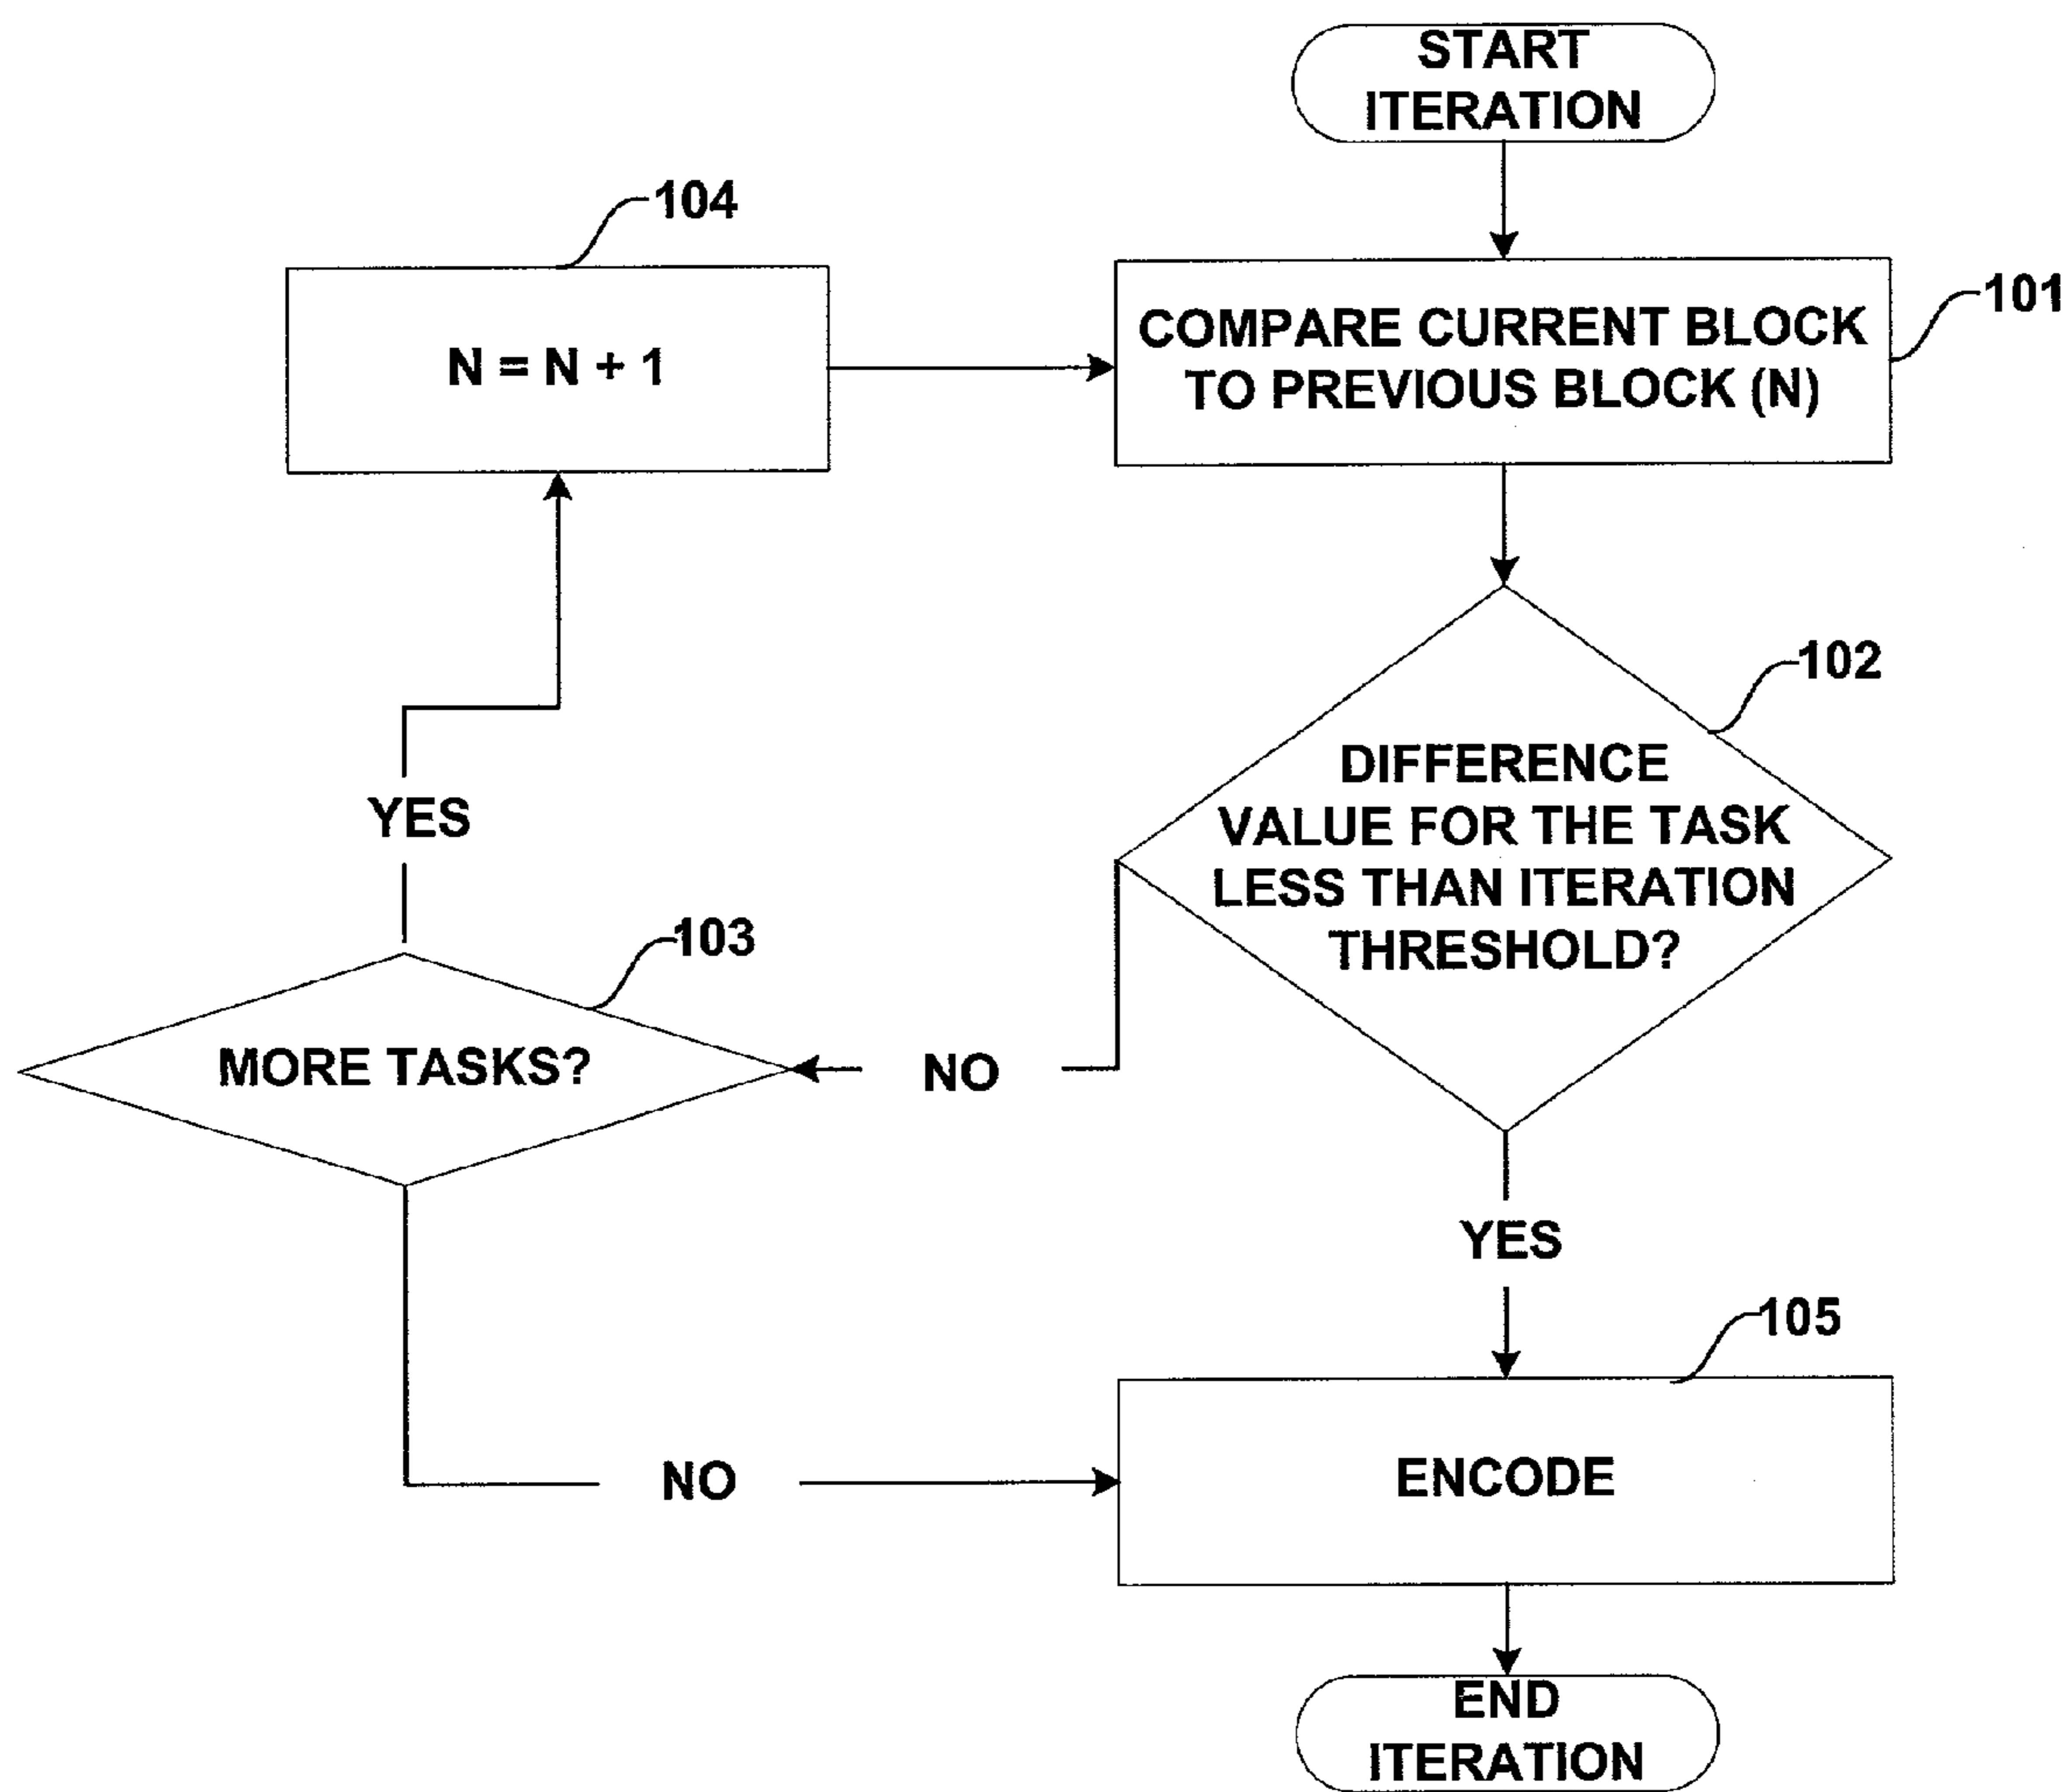 START
ITERATION
104
N = N + 1
COMPARE CURRENT BLOCK
TO PREVIOUS BLOCK (N)
101
102
DIFFERENCE
VALUE FOR THE TASK
LESS THAN ITERATION
THRESHOLD?
YES
103
MORE TASKS?
NO
YES
105
NO
ENCODE
END
ITERATION